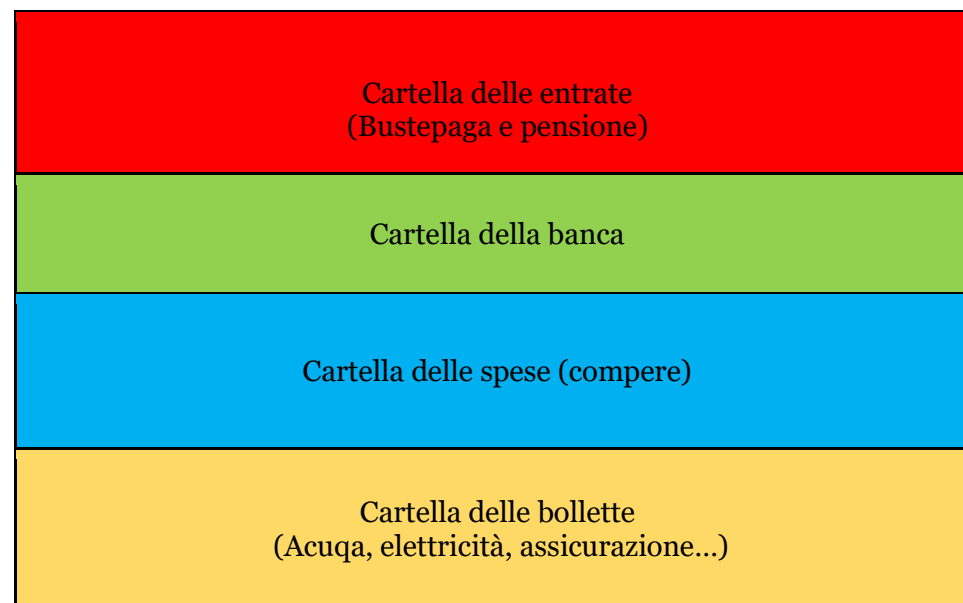 Cartella delle entrate
(Bustepaga e pensione)
Cartella della banca
Cartella delle spese (compere)
Cartella delle bollette
(Acuqa, elettricità, assicurazione...)